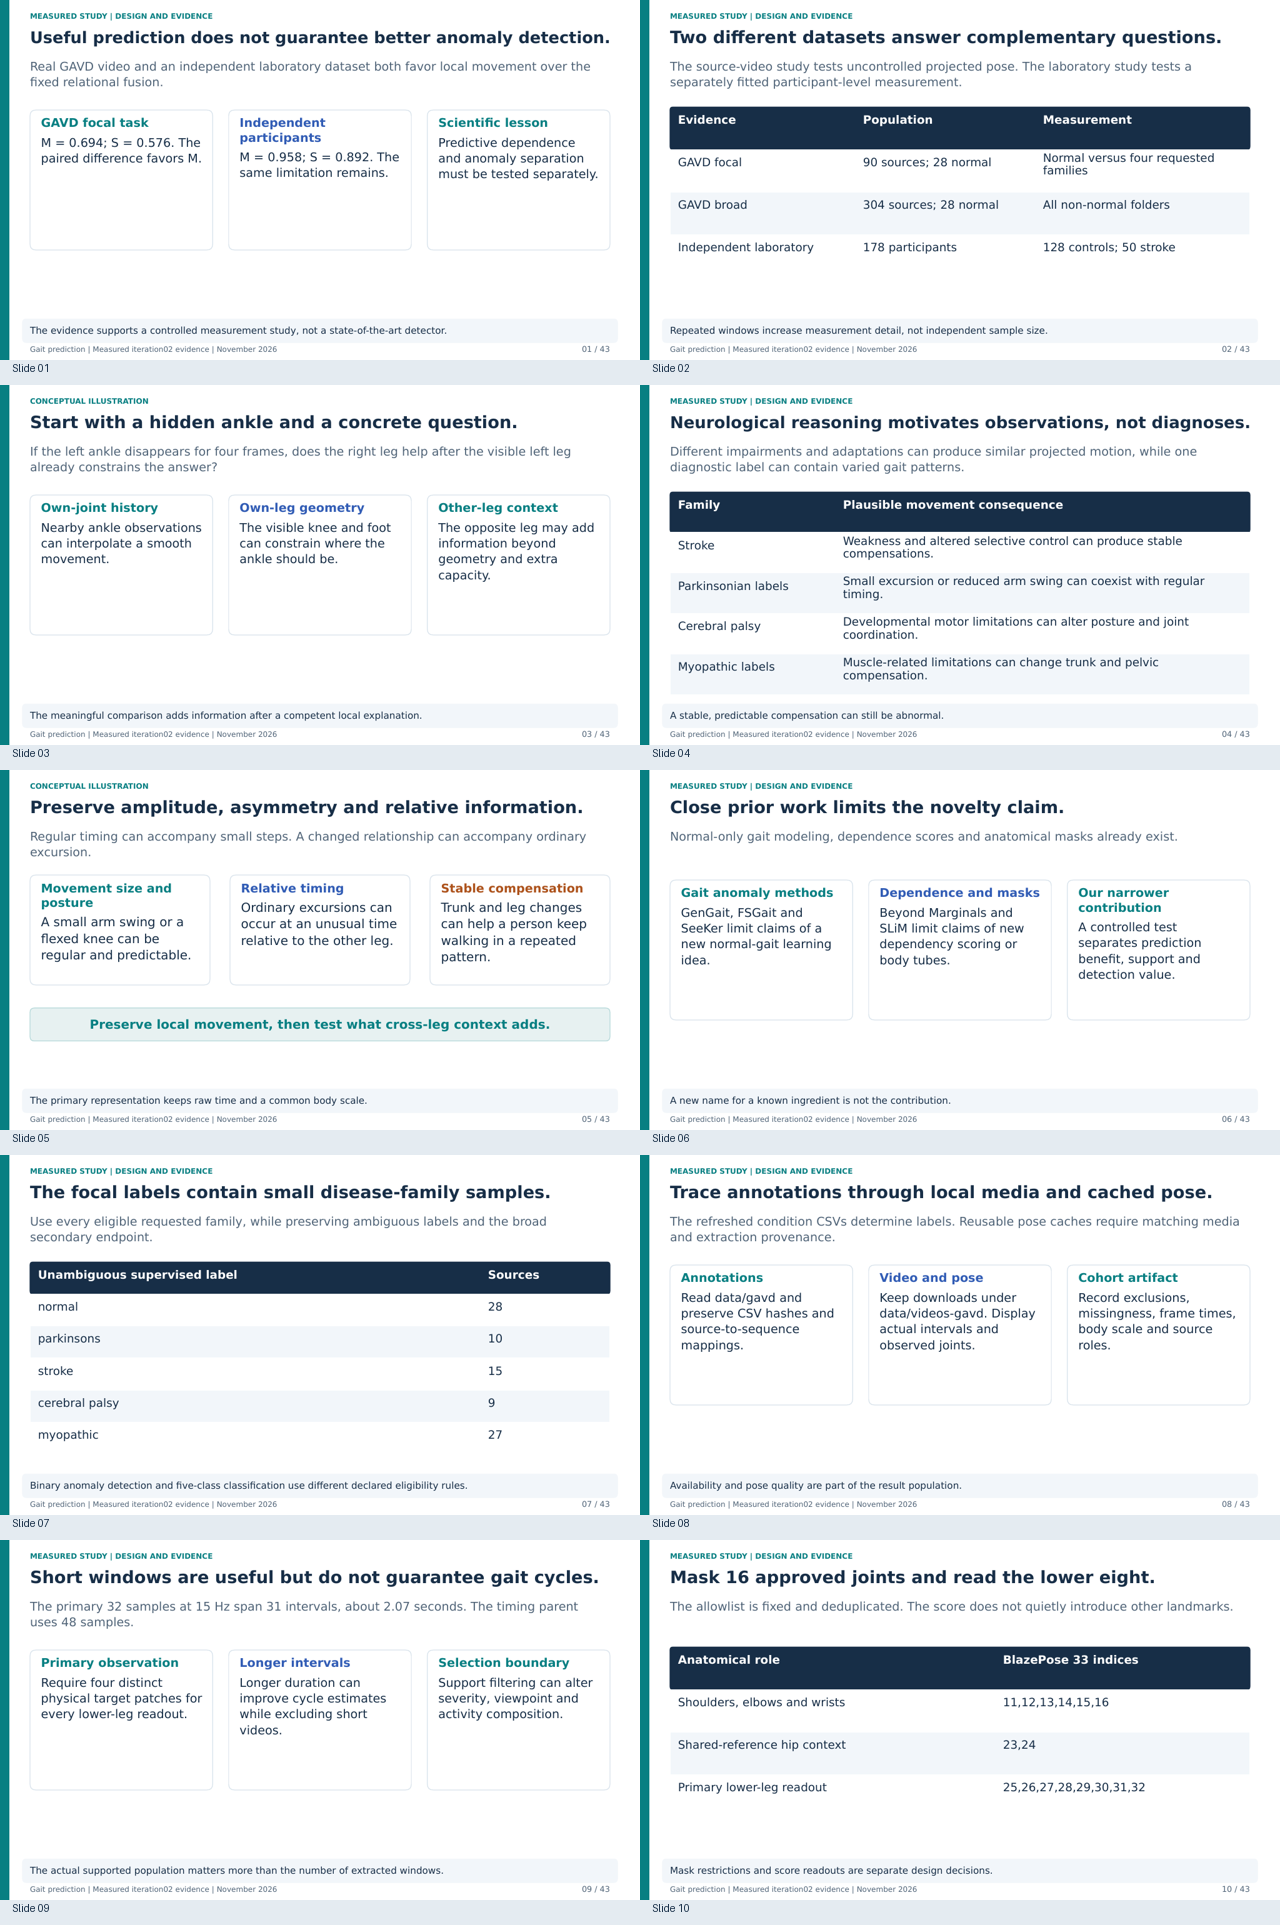 MEASURED STUDY | DESIGN AND EVIDENCE
Useful prediction does not guarantee better anomaly detection.
Real GAVD video and an independent laboratory dataset both favor local movement over the
fixed relational fusion.
GAVD focal task
M = 0.694; S = 0.576. The
paired difference favors M.
Independent
participants
M = 0.958; S = 0.892. The
same limitation remains.
Scientific lesson
Predictive dependence
and anomaly separation
must be tested separately.
The evidence supports a controlled measurement study, not a state-of-the-art detector.
Gait prediction | Measured iteration02 evidence | November 2026
01 / 43
Slide 01
MEASURED STUDY | DESIGN AND EVIDENCE
Two different datasets answer complementary questions.
The source-video study tests uncontrolled projected pose. The laboratory study tests a
separately fitted participant-level measurement.
Evidence Population Measurement
GAVD focal 90 sources; 28 normal Normal versus four requested
families
GAVD broad 304 sources; 28 normal All non-normal folders
Independent laboratory 178 participants 128 controls; 50 stroke
Repeated windows increase measurement detail, not independent sample size.
Gait prediction | Measured iteration02 evidence | November 2026
02 / 43
Slide 02
CONCEPTUAL ILLUSTRATION
Start with a hidden ankle and a concrete question.
If the left ankle disappears for four frames, does the right leg help after the visible left leg
already constrains the answer?
Own-joint history
Nearby ankle observations
can interpolate a smooth
movement.
Own-leg geometry
The visible knee and foot
can constrain where the
ankle should be.
Other-leg context
The opposite leg may add
information beyond
geometry and extra
capacity.
The meaningful comparison adds information after a competent local explanation.
Gait prediction | Measured iteration02 evidence | November 2026
03 / 43
Slide 03
MEASURED STUDY | DESIGN AND EVIDENCE
Neurological reasoning motivates observations, not diagnoses.
Different impairments and adaptations can produce similar projected motion, while one
diagnostic label can contain varied gait patterns.
Family Plausible movement consequence
Stroke Weakness and altered selective control can produce stable
compensations.
Parkinsonian labels Small excursion or reduced arm swing can coexist with regular
timing.
Cerebral palsy Developmental motor limitations can alter posture and joint
coordination.
Myopathic labels Muscle-related limitations can change trunk and pelvic
compensation.
A stable, predictable compensation can still be abnormal.
Gait prediction | Measured iteration02 evidence | November 2026
04 / 43
Slide 04
CONCEPTUAL ILLUSTRATION
Preserve amplitude, asymmetry and relative information.
Regular timing can accompany small steps. A changed relationship can accompany ordinary
excursion.
Movement size and
posture
A small arm swing or a
flexed knee can be
regular and predictable.
Relative timing
Ordinary excursions can
occur at an unusual time
relative to the other leg.
Stable compensation
Trunk and leg changes
can help a person keep
walking in a repeated
pattern.
Preserve local movement, then test what cross-leg context adds.
The primary representation keeps raw time and a common body scale.
Gait prediction | Measured iteration02 evidence | November 2026
05 / 43
Slide 05
MEASURED STUDY | DESIGN AND EVIDENCE
Close prior work limits the novelty claim.
Normal-only gait modeling, dependence scores and anatomical masks already exist.
Gait anomaly methods
GenGait, FSGait and
SeeKer limit claims of a
new normal-gait learning
idea.
Dependence and masks
Beyond Marginals and
SLiM limit claims of new
dependency scoring or
body tubes.
Our narrower
contribution
A controlled test
separates prediction
benefit, support and
detection value.
A new name for a known ingredient is not the contribution.
Gait prediction | Measured iteration02 evidence | November 2026
06 / 43
Slide 06
MEASURED STUDY | DESIGN AND EVIDENCE
The focal labels contain small disease-family samples.
Use every eligible requested family, while preserving ambiguous labels and the broad
secondary endpoint.
Unambiguous supervised label Sources
normal 28
parkinsons 10
stroke 15
cerebral palsy 9
myopathic 27
Binary anomaly detection and five-class classification use different declared eligibility rules.
Gait prediction | Measured iteration02 evidence | November 2026
07 / 43
Slide 07
MEASURED STUDY | DESIGN AND EVIDENCE
Trace annotations through local media and cached pose.
The refreshed condition CSVs determine labels. Reusable pose caches require matching media
and extraction provenance.
Annotations
Read data/gavd and
preserve CSV hashes and
source-to-sequence
mappings.
Video and pose
Keep downloads under
data/videos-gavd. Display
actual intervals and
observed joints.
Cohort artifact
Record exclusions,
missingness, frame times,
body scale and source
roles.
Availability and pose quality are part of the result population.
Gait prediction | Measured iteration02 evidence | November 2026
08 / 43
Slide 08
MEASURED STUDY | DESIGN AND EVIDENCE
Short windows are useful but do not guarantee gait cycles.
The primary 32 samples at 15 Hz span 31 intervals, about 2.07 seconds. The timing parent
uses 48 samples.
Primary observation
Require four distinct
physical target patches for
every lower-leg readout.
Longer intervals
Longer duration can
improve cycle estimates
while excluding short
videos.
Selection boundary
Support filtering can alter
severity, viewpoint and
activity composition.
The actual supported population matters more than the number of extracted windows.
Gait prediction | Measured iteration02 evidence | November 2026
09 / 43
Slide 09
MEASURED STUDY | DESIGN AND EVIDENCE
Mask 16 approved joints and read the lower eight.
The allowlist is fixed and deduplicated. The score does not quietly introduce other landmarks.
Anatomical role BlazePose 33 indices
Shoulders, elbows and wrists 11,12,13,14,15,16
Shared-reference hip context 23,24
Primary lower-leg readout 25,26,27,28,29,30,31,32
Mask restrictions and score readouts are separate design decisions.
Gait prediction | Measured iteration02 evidence | November 2026
10 / 43
Slide 10